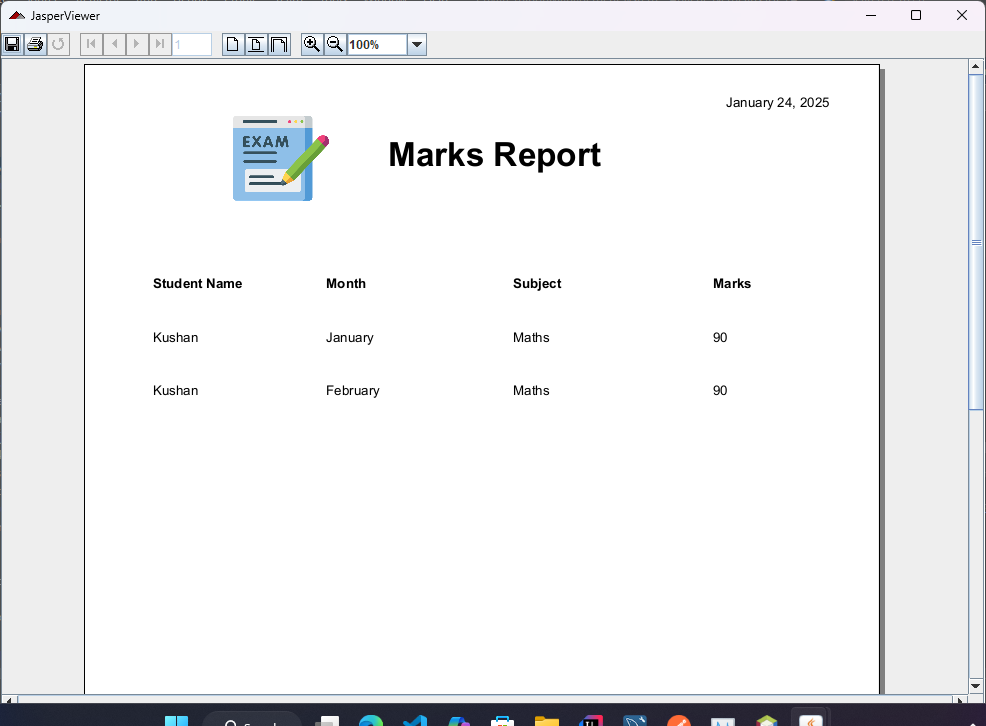 JasperViewer
1
100%
January 24, 2025
EXAM
Marks Report
Student Name Month Subject Marks
Kushan January Maths 90
Kushan February Maths 90